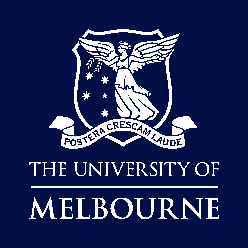 POSTERA CRESCAM LAUDE
THE UNIVERSITY OF
MELBOURNE